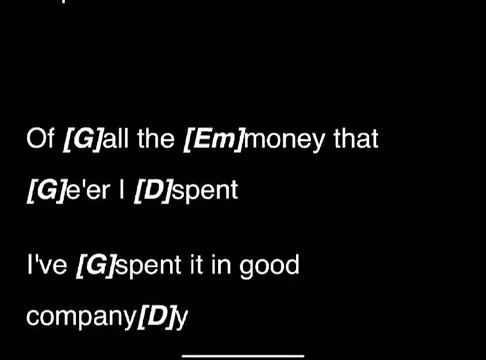 Of [G]all the [Em]money that
[G]e'er I [D]spent
I've [G]spent it in good
company[D]y